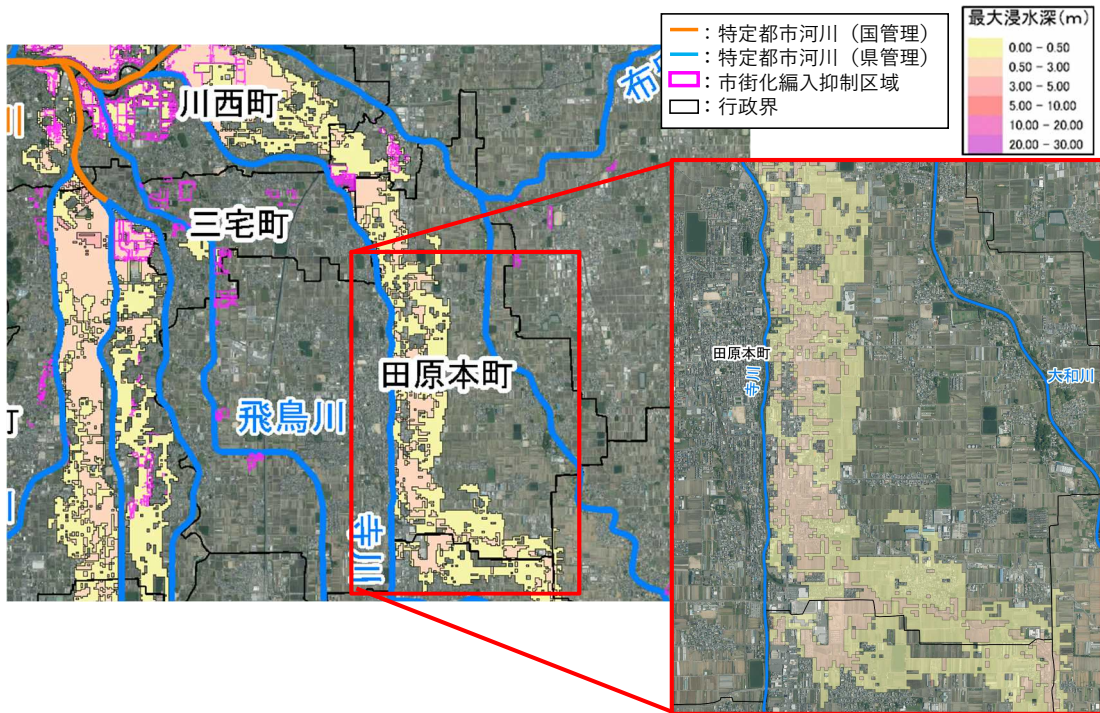 ：特定都市河川（国管理）
：特定都市河川（県管理）
：市街化編入抑制区域
：行政界
最大浸水深(m)
0.00 − 0.50
0.50 − 3.00
3.00 − 5.00
5.00 − 10.00
10.00 − 20.00
20.00 − 30.00
川西町
川
三宅町
田原本町
飛鳥川
町
川
寺川
田原本町
寺川
大和川